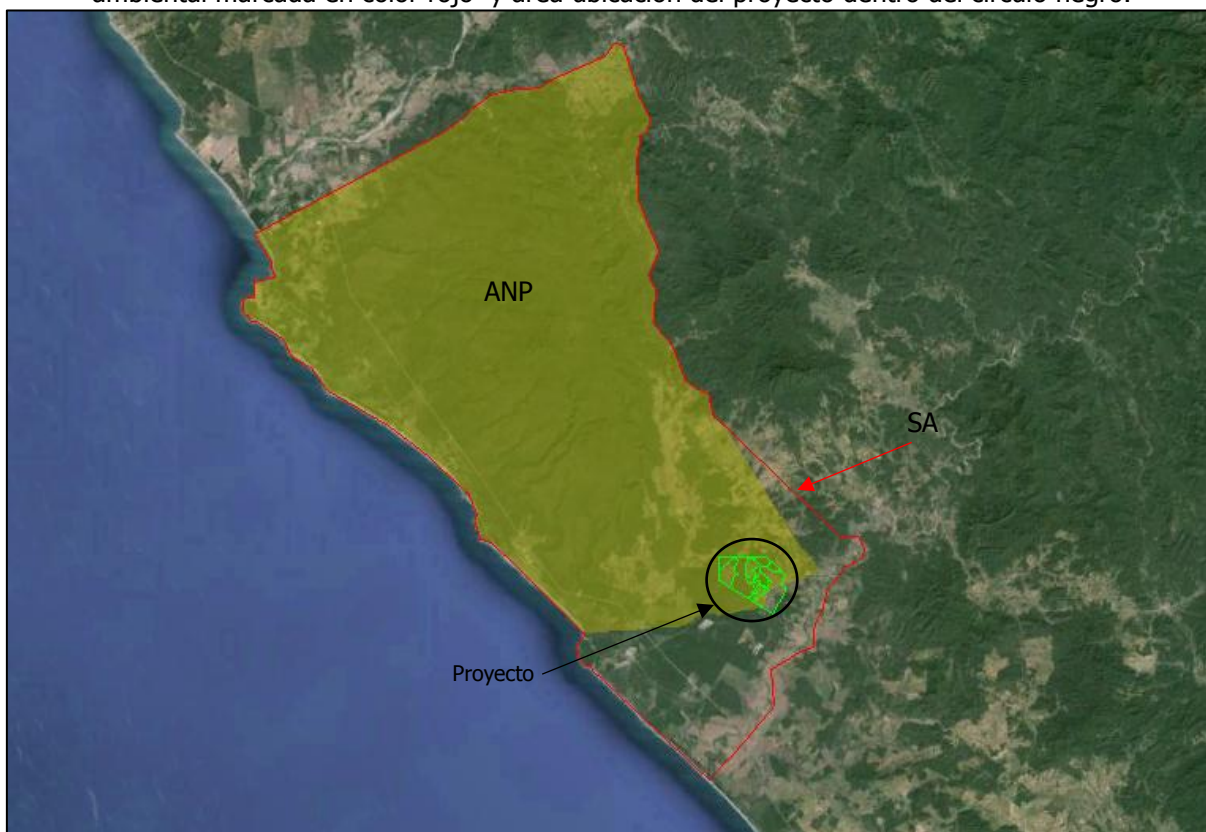 ambiental marcada en color rojo y área ubicación del proyecto dentro del círculo negro.
ANP
SA
Proyecto